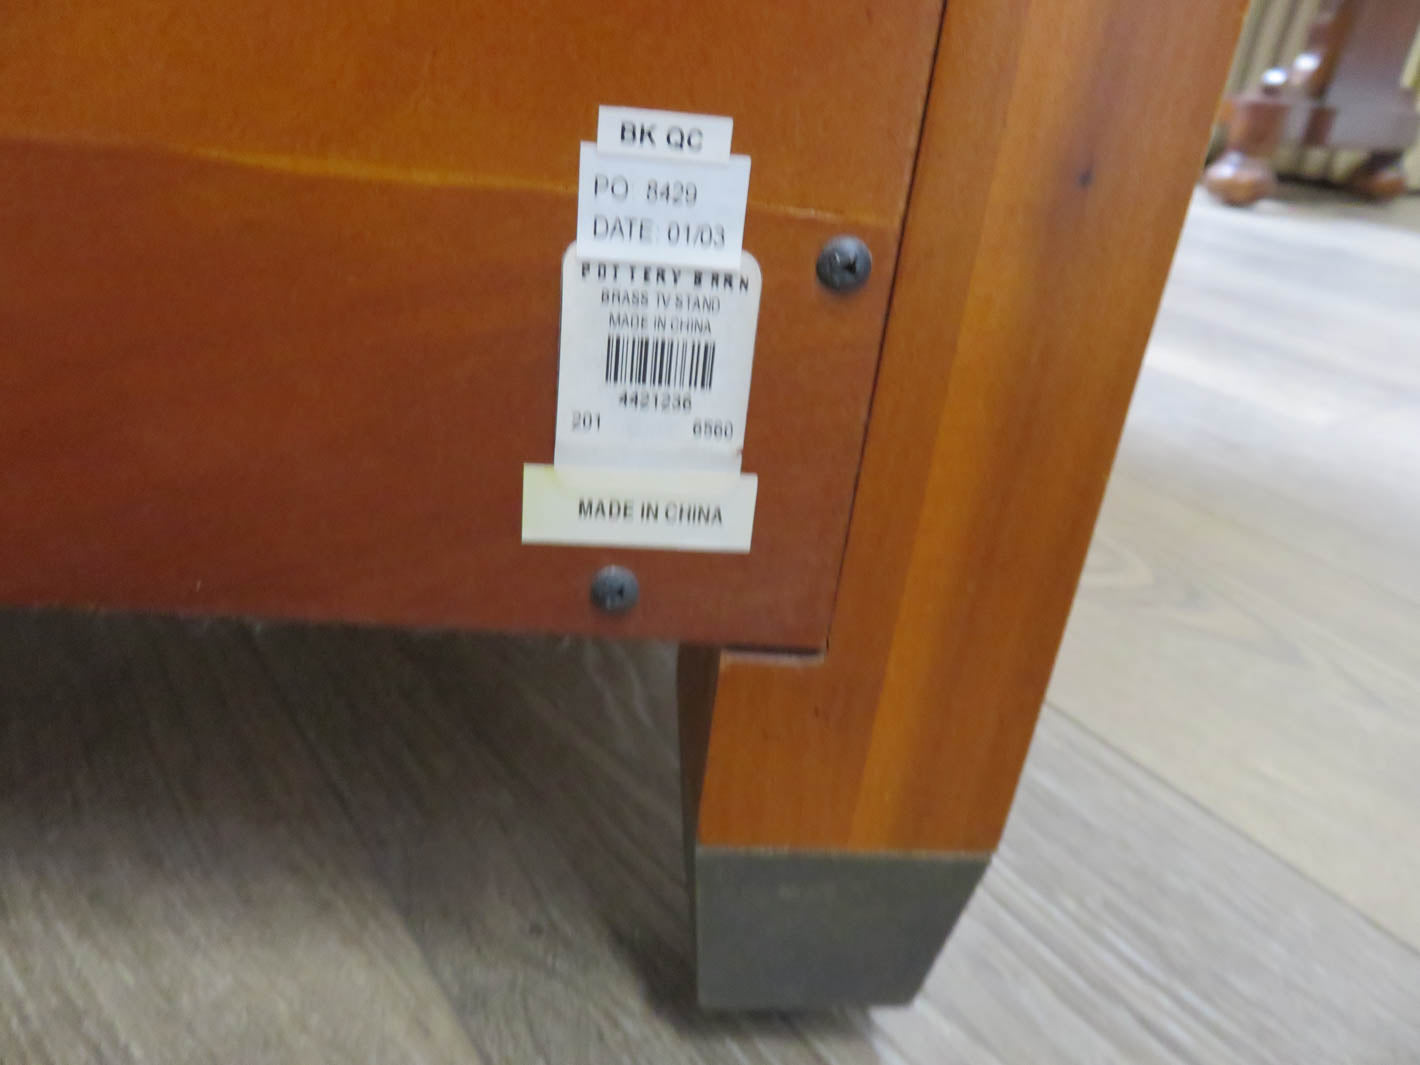 BK QC
PO: 8429
DATE: 01/03
POTTERY BARN
BRASS TV STAND
MADE IN CHINA
4421236
201 6560
MADE IN CHINA